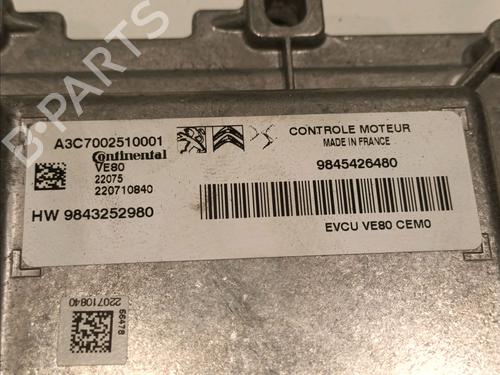 B-PARTS
A3C7002510001
Continental
VE80
22075
220710840
HW 9843252980
CONTROLE MOTEUR
MADE IN FRANCE
9845426480
EVCU VE80 CEM0
66478
220710840